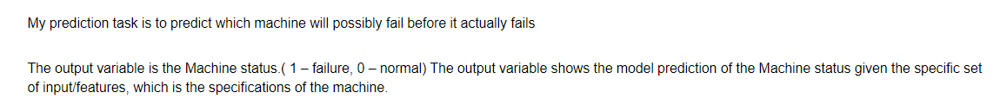 My prediction task is to predict which machine will possibly fail before it actually fails
The output variable is the Machine status.( 1 – failure, 0 – normal) The output variable shows the model prediction of the Machine status given the specific set
of input/features, which is the specifications of the machine.